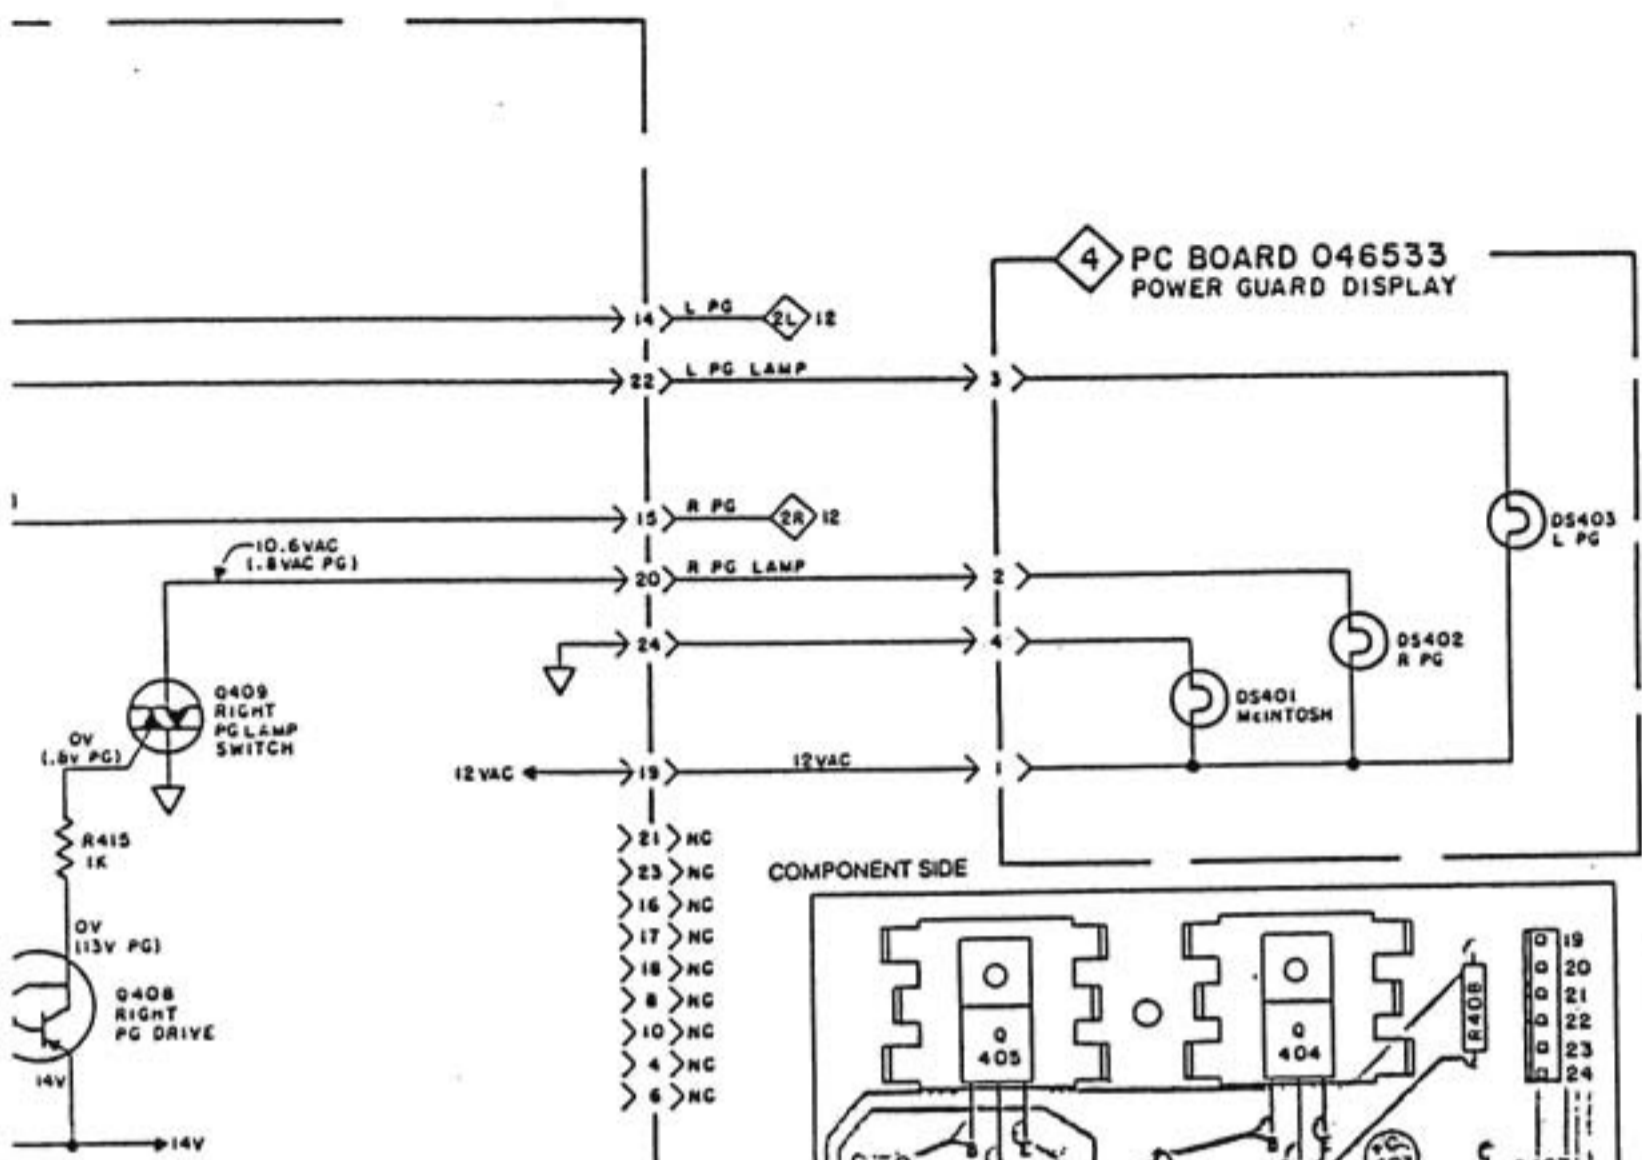 4 PC BOARD 046533
POWER GUARD DISPLAY
14 L PG 2L 12
22 L PG LAMP 3
15 R PG 2R 12
DS403
L PG
10.6VAC
(.8VAC PG)
20 R PG LAMP 2
24 4
DS402
R PG
DS401
McINTOSH
Q409
RIGHT
PG LAMP
SWITCH
0V
(.6V PG)
12VAC 19 12VAC 1
R415
1K
21 NC
23 NC
16 NC
17 NC
18 NC
8 NC
10 NC
4 NC
6 NC
0V
(13V PG)
Q408
RIGHT
PG DRIVE
14V
14V
COMPONENT SIDE
Q
405
Q
404
R408
19
20
21
22
23
24
B
E
B
E